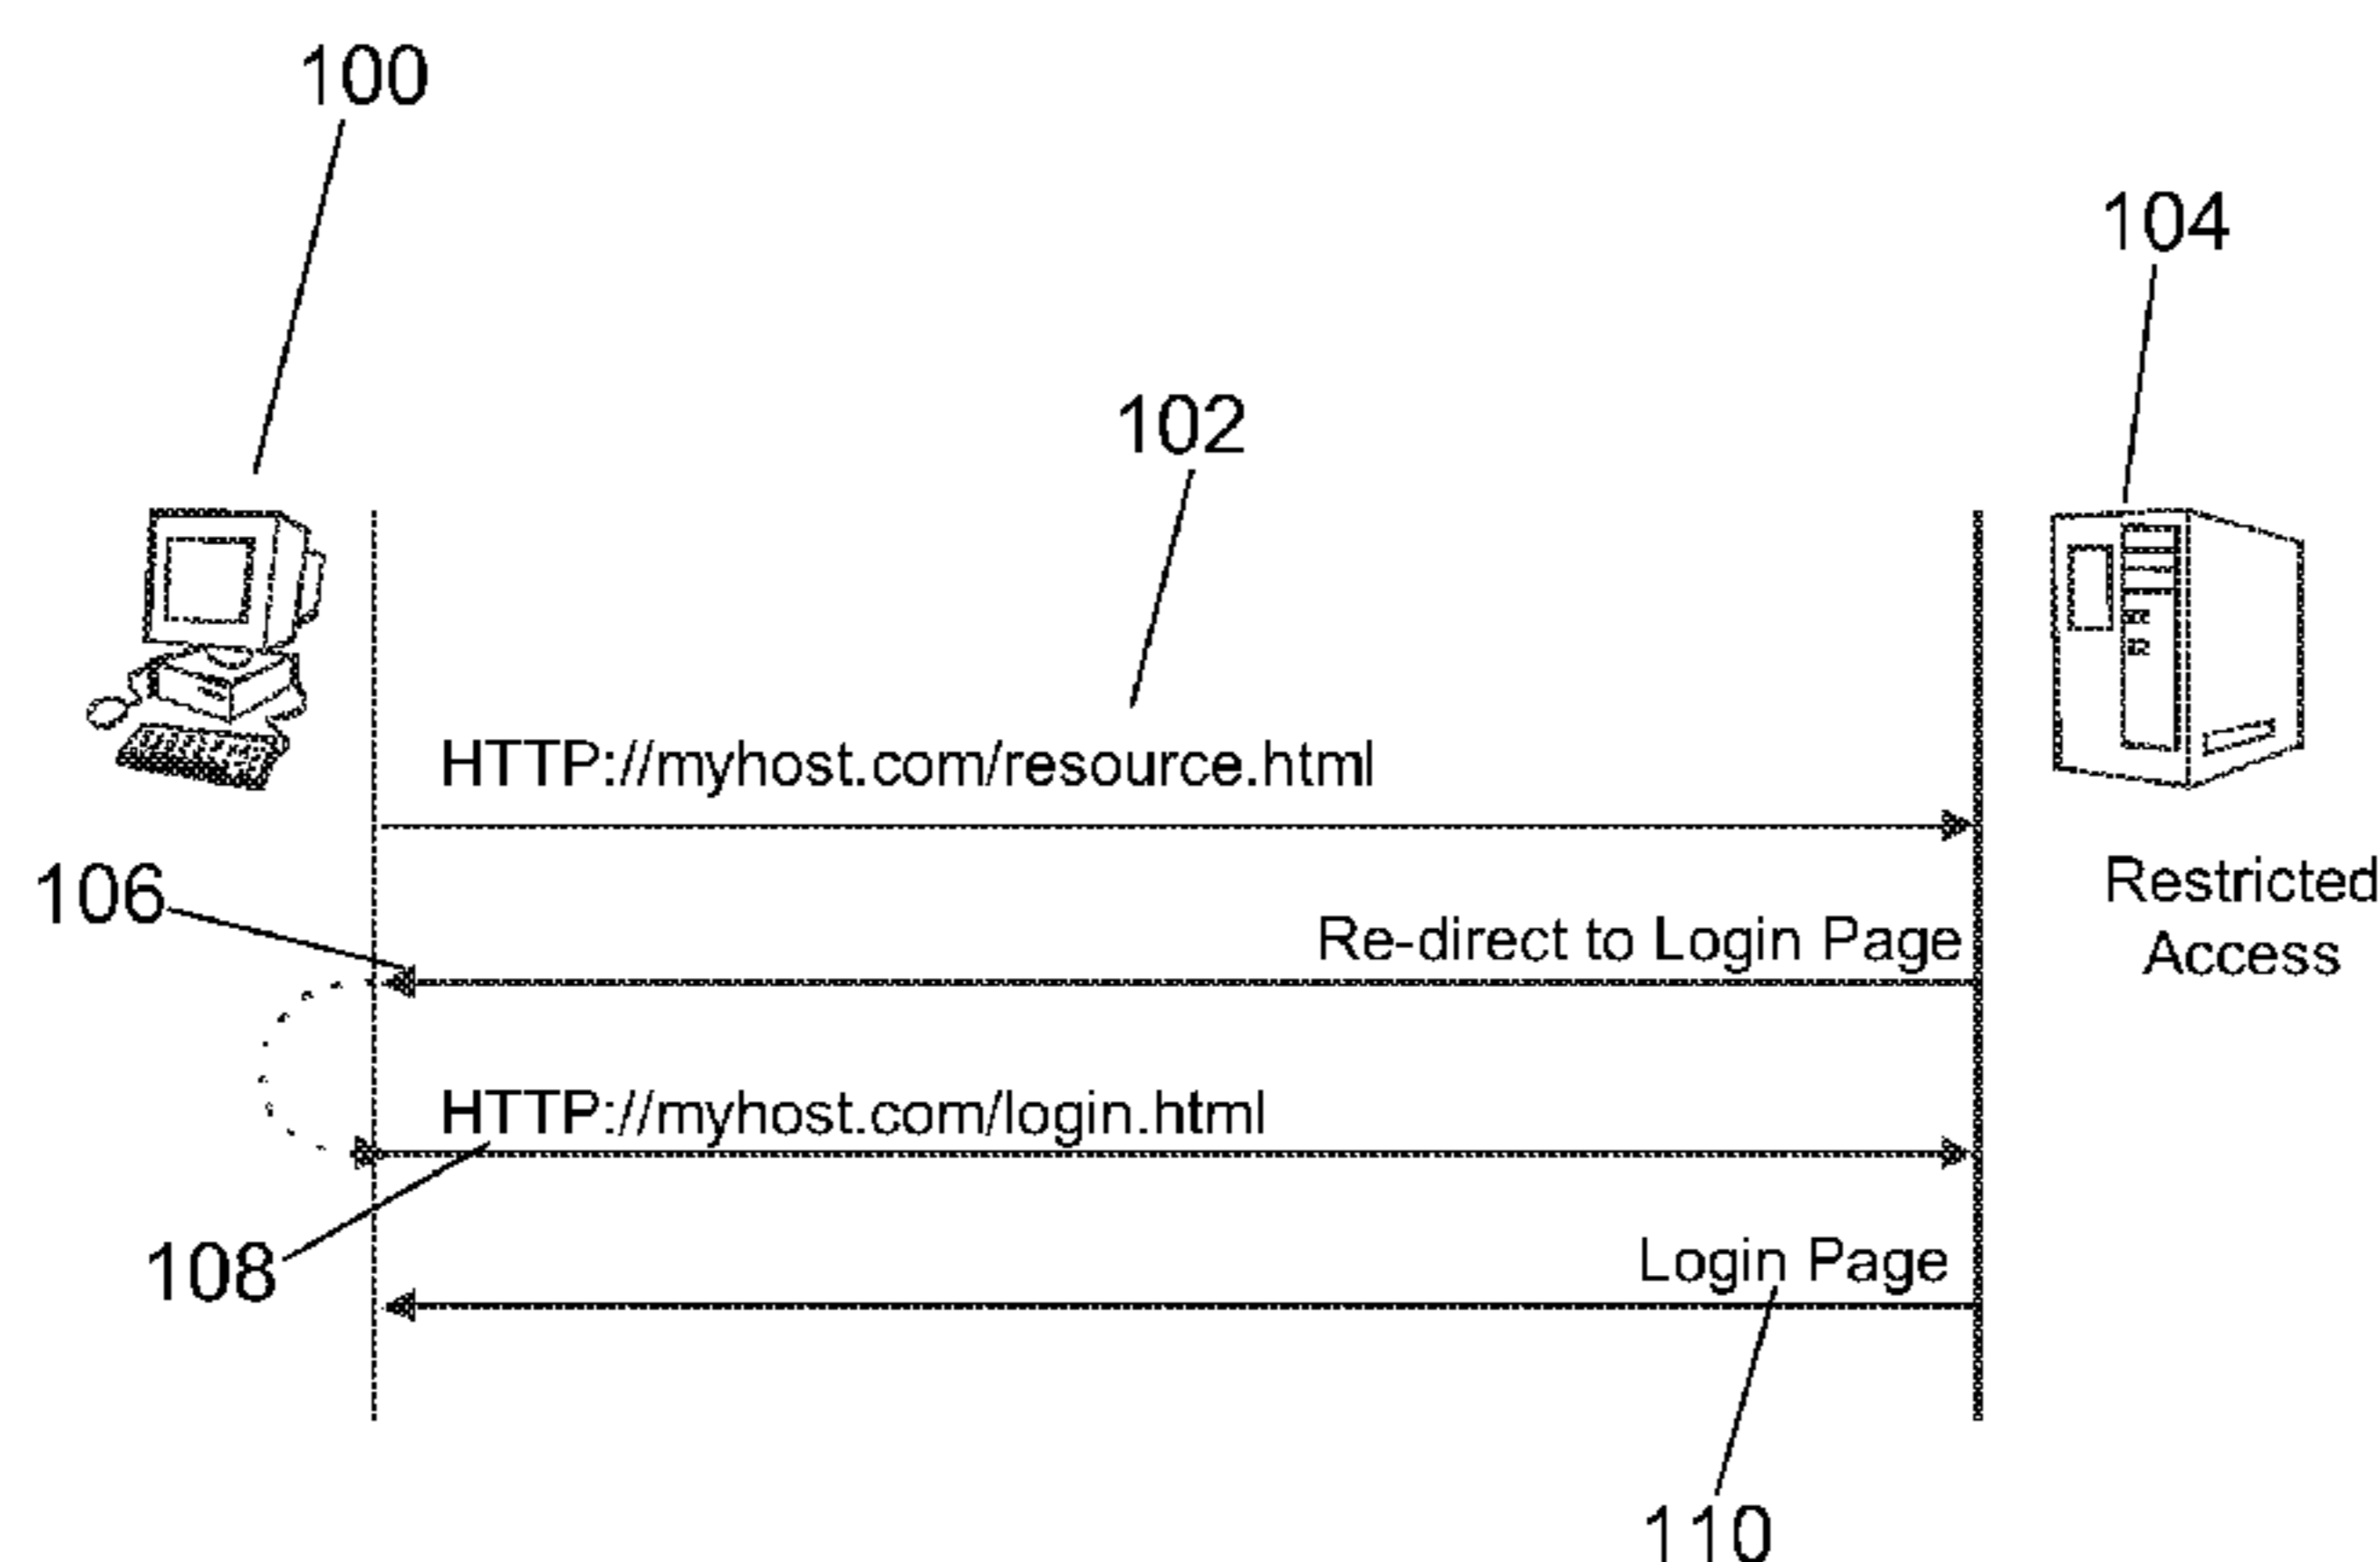 100
104
102
HTTP://myhost.com/resource.html
106
Restricted
Access
Re-direct to Login Page
HTTP://myhost.com/login.html
108
Login Page
110